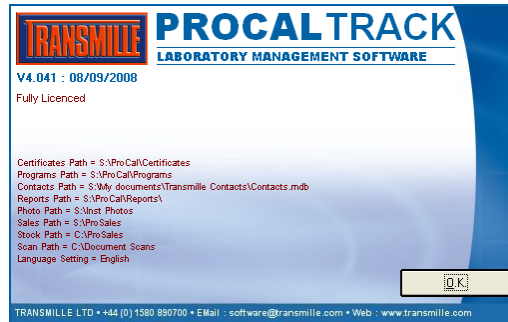 TRANSMILLE
PROCALTRACK
LABORATORY MANAGEMENT SOFTWARE
V4.041 : 08/09/2008
Fully Licenced
Certificates Path = S:\ProCal\Certificates
Programs Path = S:\ProCal\Programs
Contacts Path = S:\My documents\Transmille Contacts\Contacts.mdb
Reports Path = S:\ProCal\Reports\
Photo Path = S:\Inst Photos
Sales Path = S:\ProSales
Stock Path = C:\ProSales
Scan Path = C:\Document Scans
Language Setting = English
O.K.
TRANSMILLE LTD • +44 (0) 1580 890700 • EMail : software@transmille.com • Web : www.transmille.com